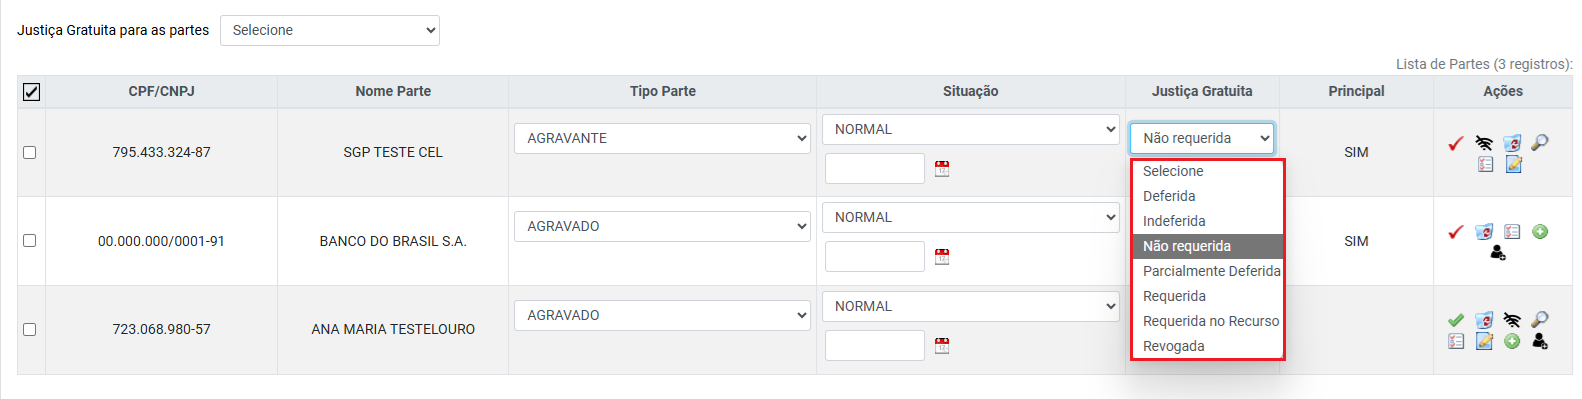 Justiça Gratuita para as partes Selecione
Lista de Partes (3 registros):
CPF/CNPJ Nome Parte Tipo Parte Situação Justiça Gratuita Principal Ações
795.433.324-87 SGP TESTE CEL AGRAVANTE NORMAL Não requerida SIM
Selecione
Deferida
Indeferida
Não requerida
Parcialmente Deferida
Requerida
Requerida no Recurso
Revogada
00.000.000/0001-91 BANCO DO BRASIL S.A. AGRAVADO NORMAL SIM
723.068.980-57 ANA MARIA TESTELOURO AGRAVADO NORMAL